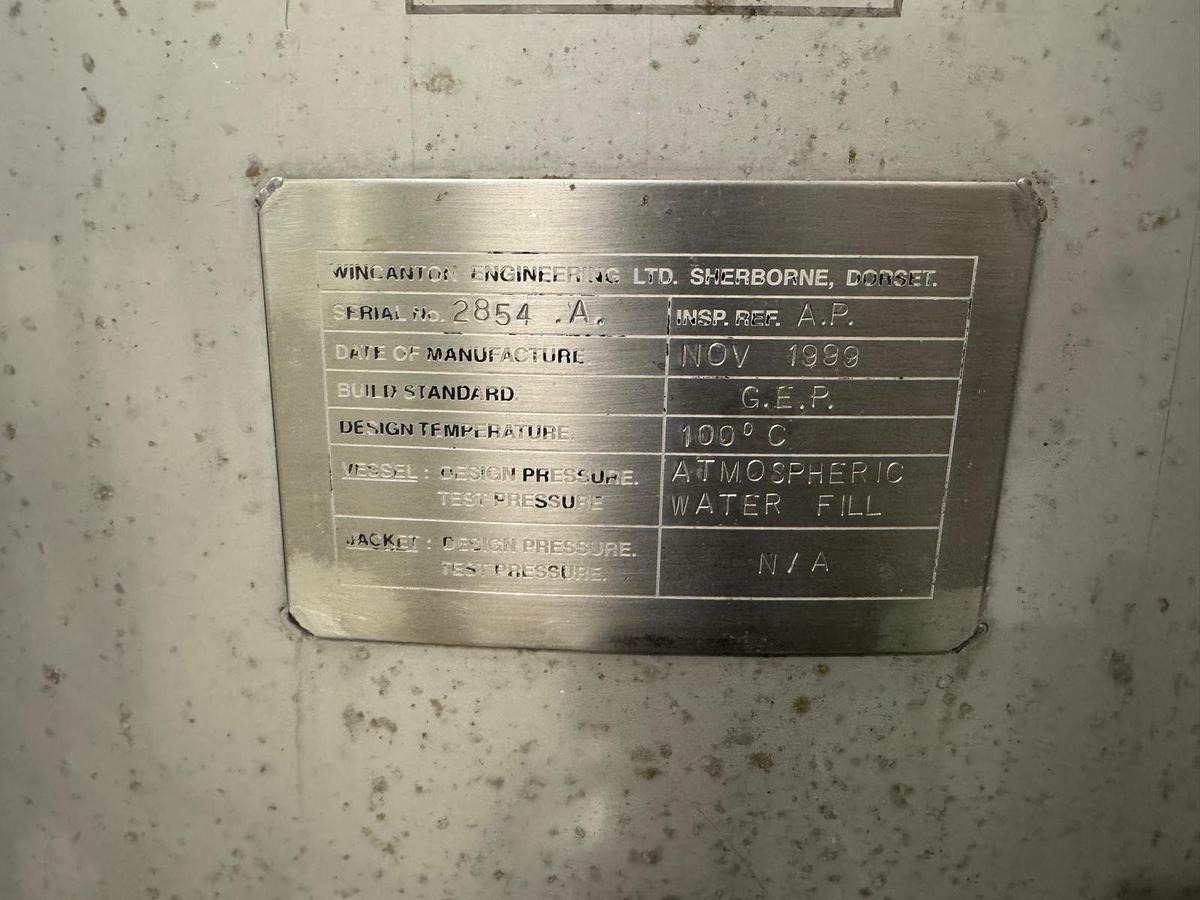 WINCANTON ENGINEERING LTD. SHERBORNE, DORSET.
SERIAL No. 2854 .A. INSP. REF. A.P.
DATE OF MANUFACTURE NOV 1999
BUILD STANDARD G.E.P.
DESIGN TEMPERATURE. 100° C
VESSEL : DESIGN PRESSURE. ATMOSPHERIC
TEST PRESSURE WATER FILL
JACKET : DESIGN PRESSURE.
TEST PRESSURE. N/A